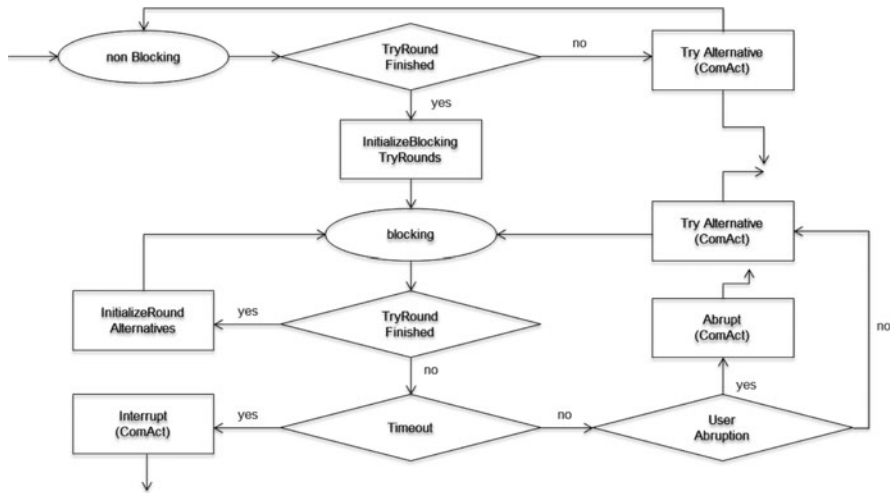 non Blocking
TryRound
Finished
no
Try Alternative
(ComAct)
yes
InitializeBlocking
TryRounds
blocking
Try Alternative
(ComAct)
InitializeRound
Alternatives
yes
TryRound
Finished
Abrupt
(ComAct)
no
no
yes
Interrupt
(ComAct)
yes
Timeout
no
User
Abruption